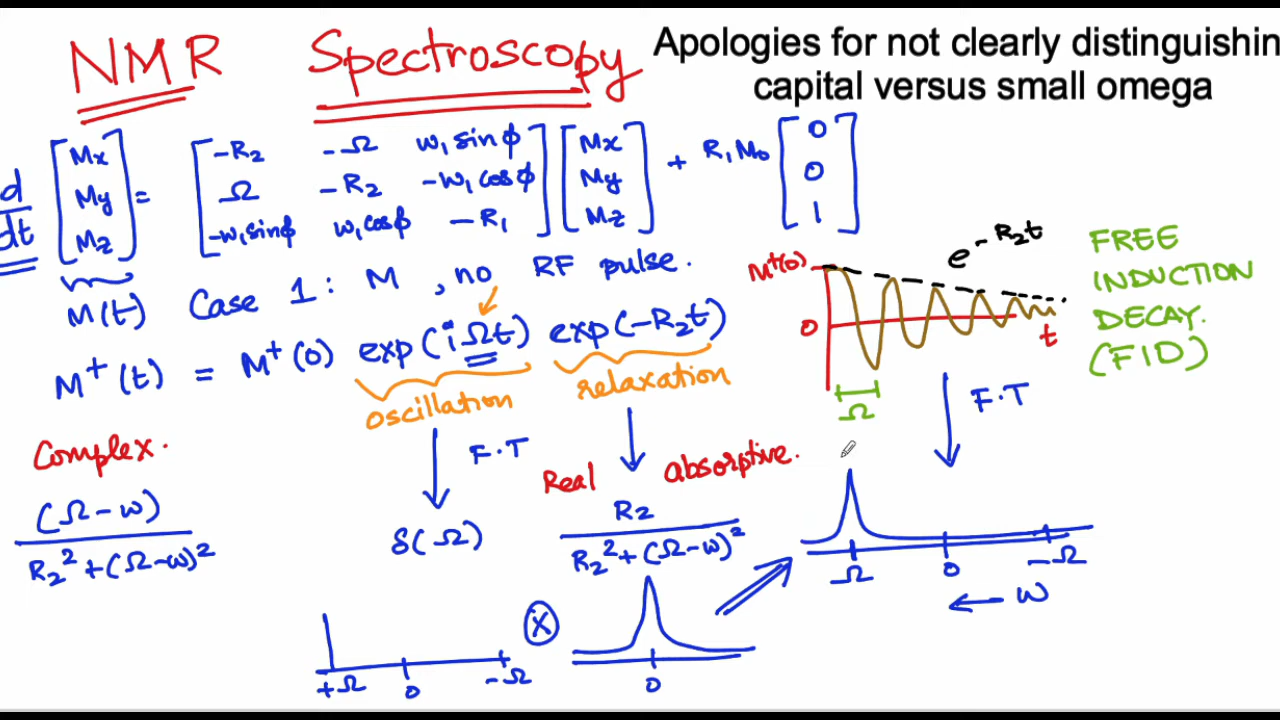 NMR Spectroscopy
Apologies for not clearly distinguishin
capital versus small omega
d/dt [Mx My Mz] = [-R2 -Ω ω1 sinφ; Ω -R2 -ω1 cosφ; -ω1 sinφ ω1 cosφ -R1] [Mx My Mz] + R1 M0 [0 0 1]
M(t) Case 1: M, no RF pulse.
M+(t) = M+(0) exp(iΩt) exp(-R2t)
oscillation relaxation
M+(0) e^-R2t
0 t
Ω
FREE
INDUCTION
DECAY.
(FID)
F.T
F.T
Complex.
Real absorptive.
(Ω-ω) / R2²+(Ω-ω)²
δ(Ω)
R2 / R2²+(Ω-ω)²
Ω 0 -Ω
← ω
+Ω 0 -Ω
x
0